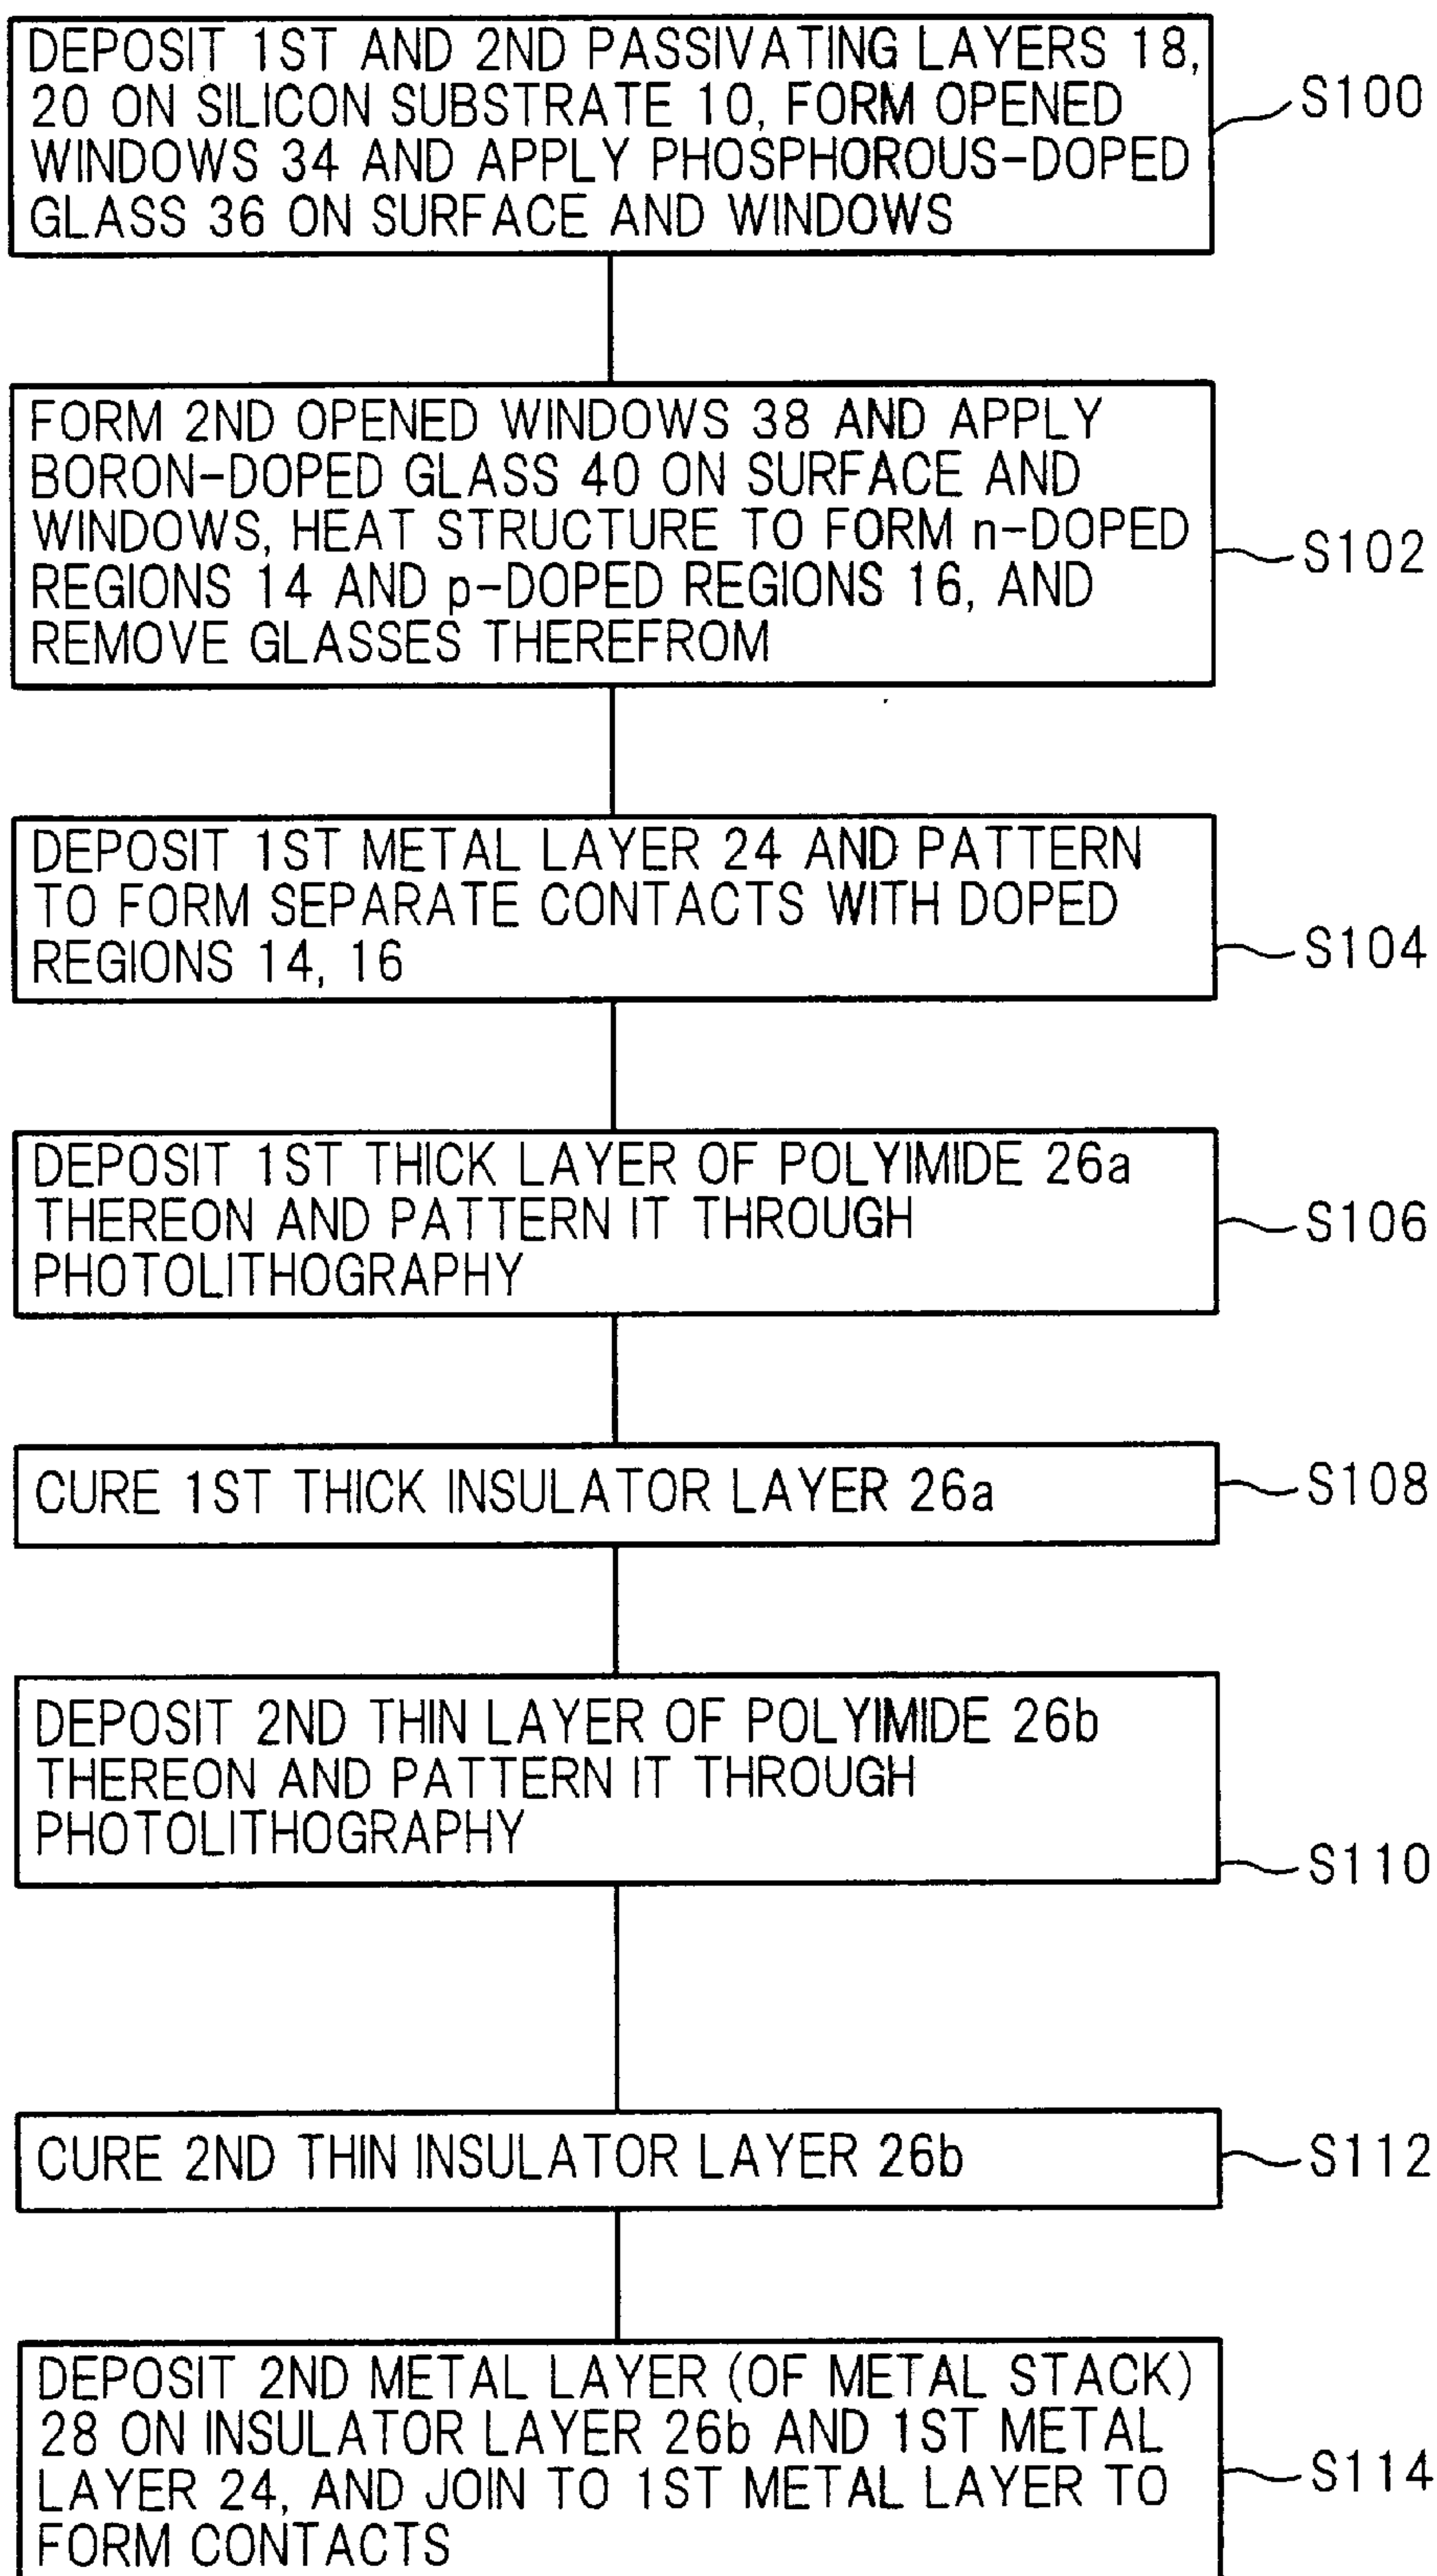 DEPOSIT 1ST AND 2ND PASSIVATING LAYERS 18,
20 ON SILICON SUBSTRATE 10, FORM OPENED
WINDOWS 34 AND APPLY PHOSPHOROUS-DOPED
GLASS 36 ON SURFACE AND WINDOWS
S100
FORM 2ND OPENED WINDOWS 38 AND APPLY
BORON-DOPED GLASS 40 ON SURFACE AND
WINDOWS, HEAT STRUCTURE TO FORM n-DOPED
REGIONS 14 AND p-DOPED REGIONS 16, AND
REMOVE GLASSES THEREFROM
S102
DEPOSIT 1ST METAL LAYER 24 AND PATTERN
TO FORM SEPARATE CONTACTS WITH DOPED
REGIONS 14, 16
S104
DEPOSIT 1ST THICK LAYER OF POLYIMIDE 26a
THEREON AND PATTERN IT THROUGH
PHOTOLITHOGRAPHY
S106
CURE 1ST THICK INSULATOR LAYER 26a
S108
DEPOSIT 2ND THIN LAYER OF POLYIMIDE 26b
THEREON AND PATTERN IT THROUGH
PHOTOLITHOGRAPHY
S110
CURE 2ND THIN INSULATOR LAYER 26b
S112
DEPOSIT 2ND METAL LAYER (OF METAL STACK)
28 ON INSULATOR LAYER 26b AND 1ST METAL
LAYER 24, AND JOIN TO 1ST METAL LAYER TO
FORM CONTACTS
S114